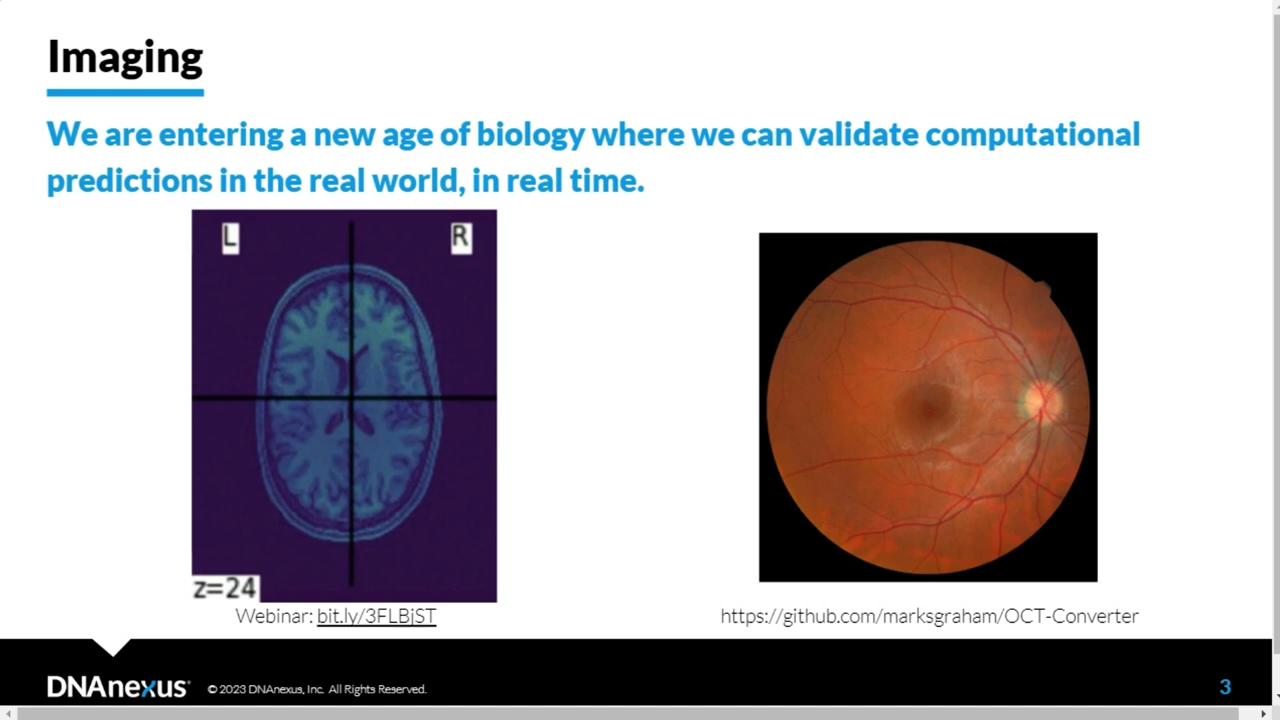 Imaging
We are entering a new age of biology where we can validate computational
predictions in the real world, in real time.
L
R
z=24
Webinar: bit.ly/3FLBjST
https://github.com/marksgraham/OCT-Converter
DNAnexus® © 2023 DNAnexus, Inc. All Rights Reserved.
3